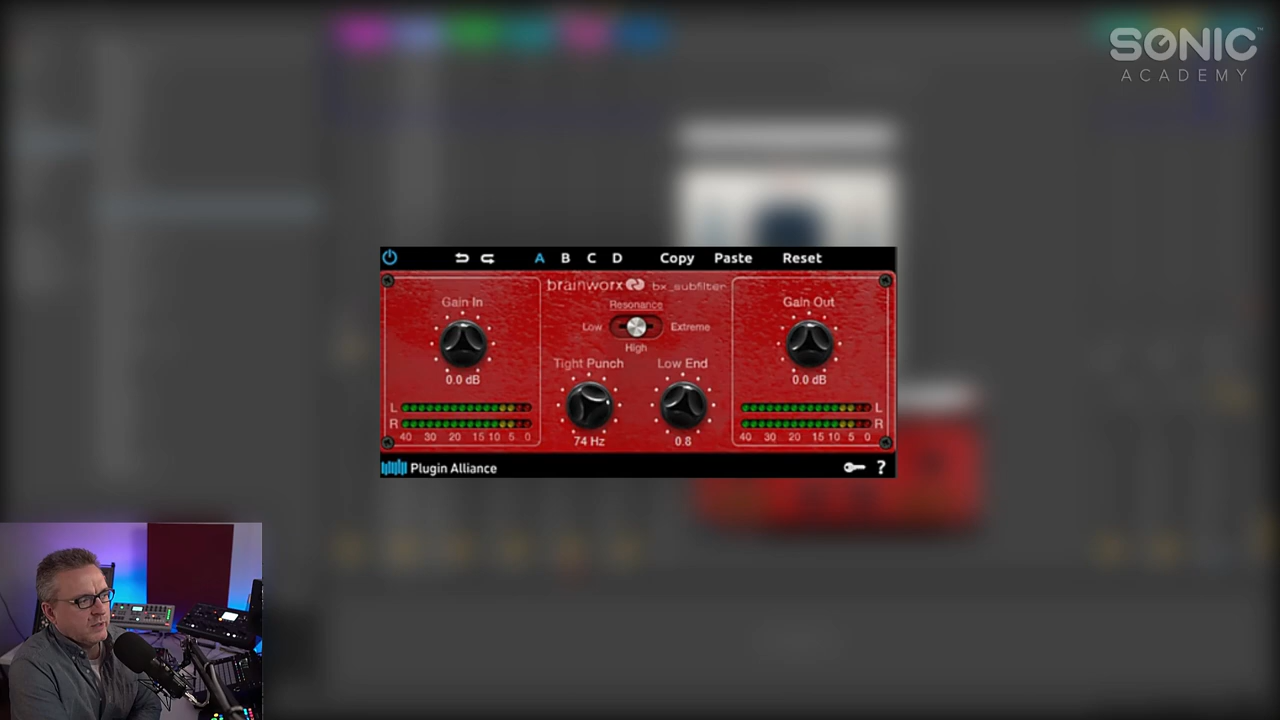 SONIC™
ACADEMY
A B C D Copy Paste Reset
brainworx bx_subfilter
Gain In
Resonance
Gain Out
Low
Extreme
High
Tight Punch
Low End
0.0 dB
0.0 dB
L
L
R
R
40 30 20 15 10 5 0
74 Hz
0.8
40 30 20 15 10 5 0
Plugin Alliance
?